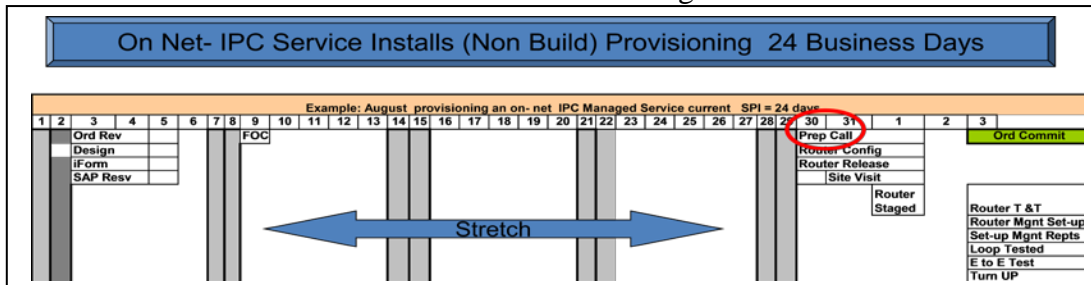 On Net- IPC Service Installs (Non Build) Provisioning 24 Business Days
Example: August provisioning an on- net IPC Managed Service current SPI = 24 days
1 2 3 4 5 6 7 8 9 10 11 12 13 14 15 16 17 18 19 20 21 22 23 24 25 26 27 28 29 30 31 1 2 3
Ord Rev FOC Prep Call Ord Commit
Design Router Config
iForm Router Release
SAP Resv Site Visit
Router
Staged Router T &T
Stretch Router Mgnt Set-up
Set-up Mgnt Repts
Loop Tested
E to E Test
Turn UP